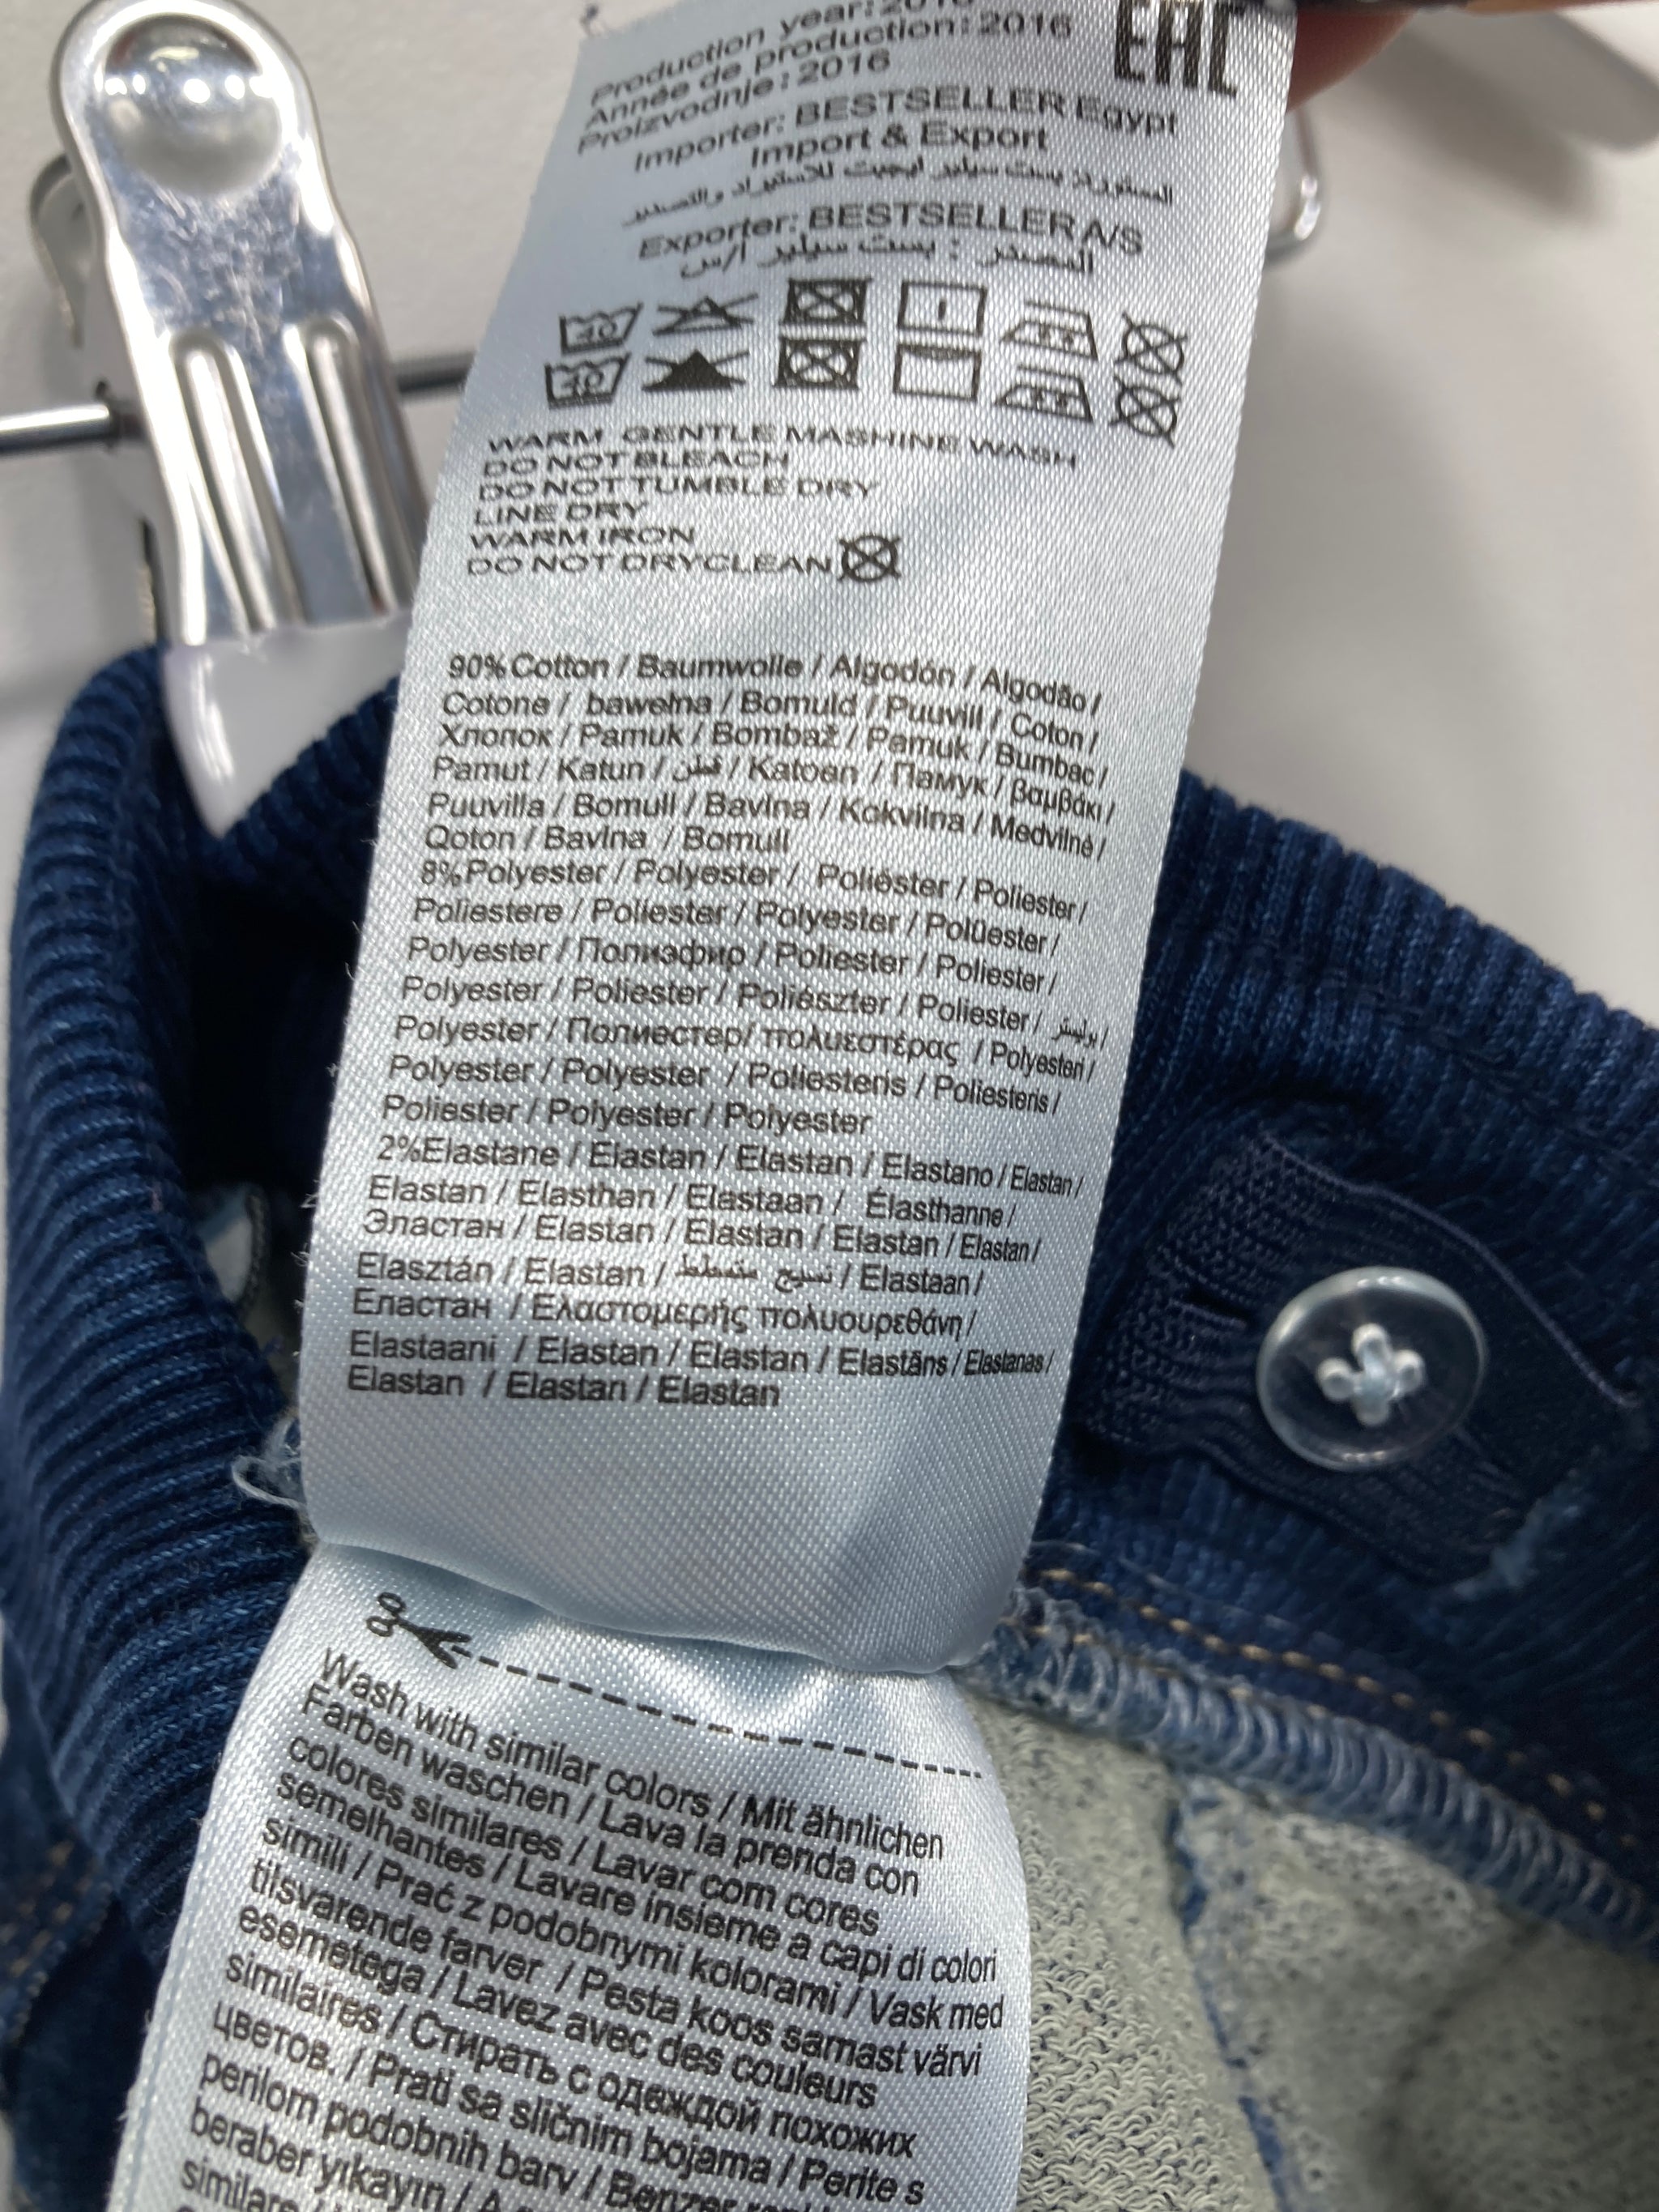 Production year: 2016
Année de production: 2016
Proizvodnje: 2016
EAC
Importer: BESTSELLER Egypt
Import & Export
المستورد: بست سيلير ايجيبت للاستيراد والتصدير
Exporter: BESTSELLER A/S
المصدر : بست سيلير أ/س
40
40
WARM GENTLE MASHINE WASH
DO NOT BLEACH
DO NOT TUMBLE DRY
LINE DRY
WARM IRON
DO NOT DRYCLEAN
90% Cotton / Baumwolle / Algodón / Algodão /
Cotone / bawełna / Bomuld / Puuvill / Coton /
Хлопок / Pamuk / Bombaž / Pamuk / Bumbac /
Pamut / Katun / قطن / Katoen / Памук / βαμβάκι /
Puuvilla / Bomull / Bavlna / Kokvilna / Medvilnė /
Qoton / Bavlna / Bomull
8%Polyester / Polyester / Poliéster / Poliester /
Poliestere / Poliester / Polyester / Polüester /
Polyester / Полиэфир / Poliester / Poliester /
Polyester / Poliester / Poliészter / Poliester / بوليستر /
Polyester / Полиестер/ πολυεστέρας / Polyesteri /
Polyester / Polyester / Poliesteris / Poliesteris /
Poliester / Polyester / Polyester
2%Elastane / Elastan / Elastan / Elastano / Elastan /
Elastan / Elasthan / Elastaan / Élasthanne /
Эластан / Elastan / Elastan / Elastan / Elastan /
Elasztán / Elastan / نسيج متمطط / Elastaan /
Еластан / Ελαστομερής πολυουρεθάνη /
Elastaani / Elastan / Elastan / Elastāns / Elastanas /
Elastan / Elastan / Elastan
Wash with similar colors / Mit ähnlichen
Farben waschen / Lava la prenda con
colores similares / Lavar com cores
semelhantes / Lavare insieme a capi di colori
simili / Prać z podobnymi kolorami / Vask med
tilsvarende farver / Pesta koos samast värvi
esemetega / Lavez avec des couleurs
similaires / Стирать с одеждой похожих
цветов. / Prati sa sličnim bojama / Perite s
perilom podobnih barv / Benzer
beraber yıkayın / A
similare /